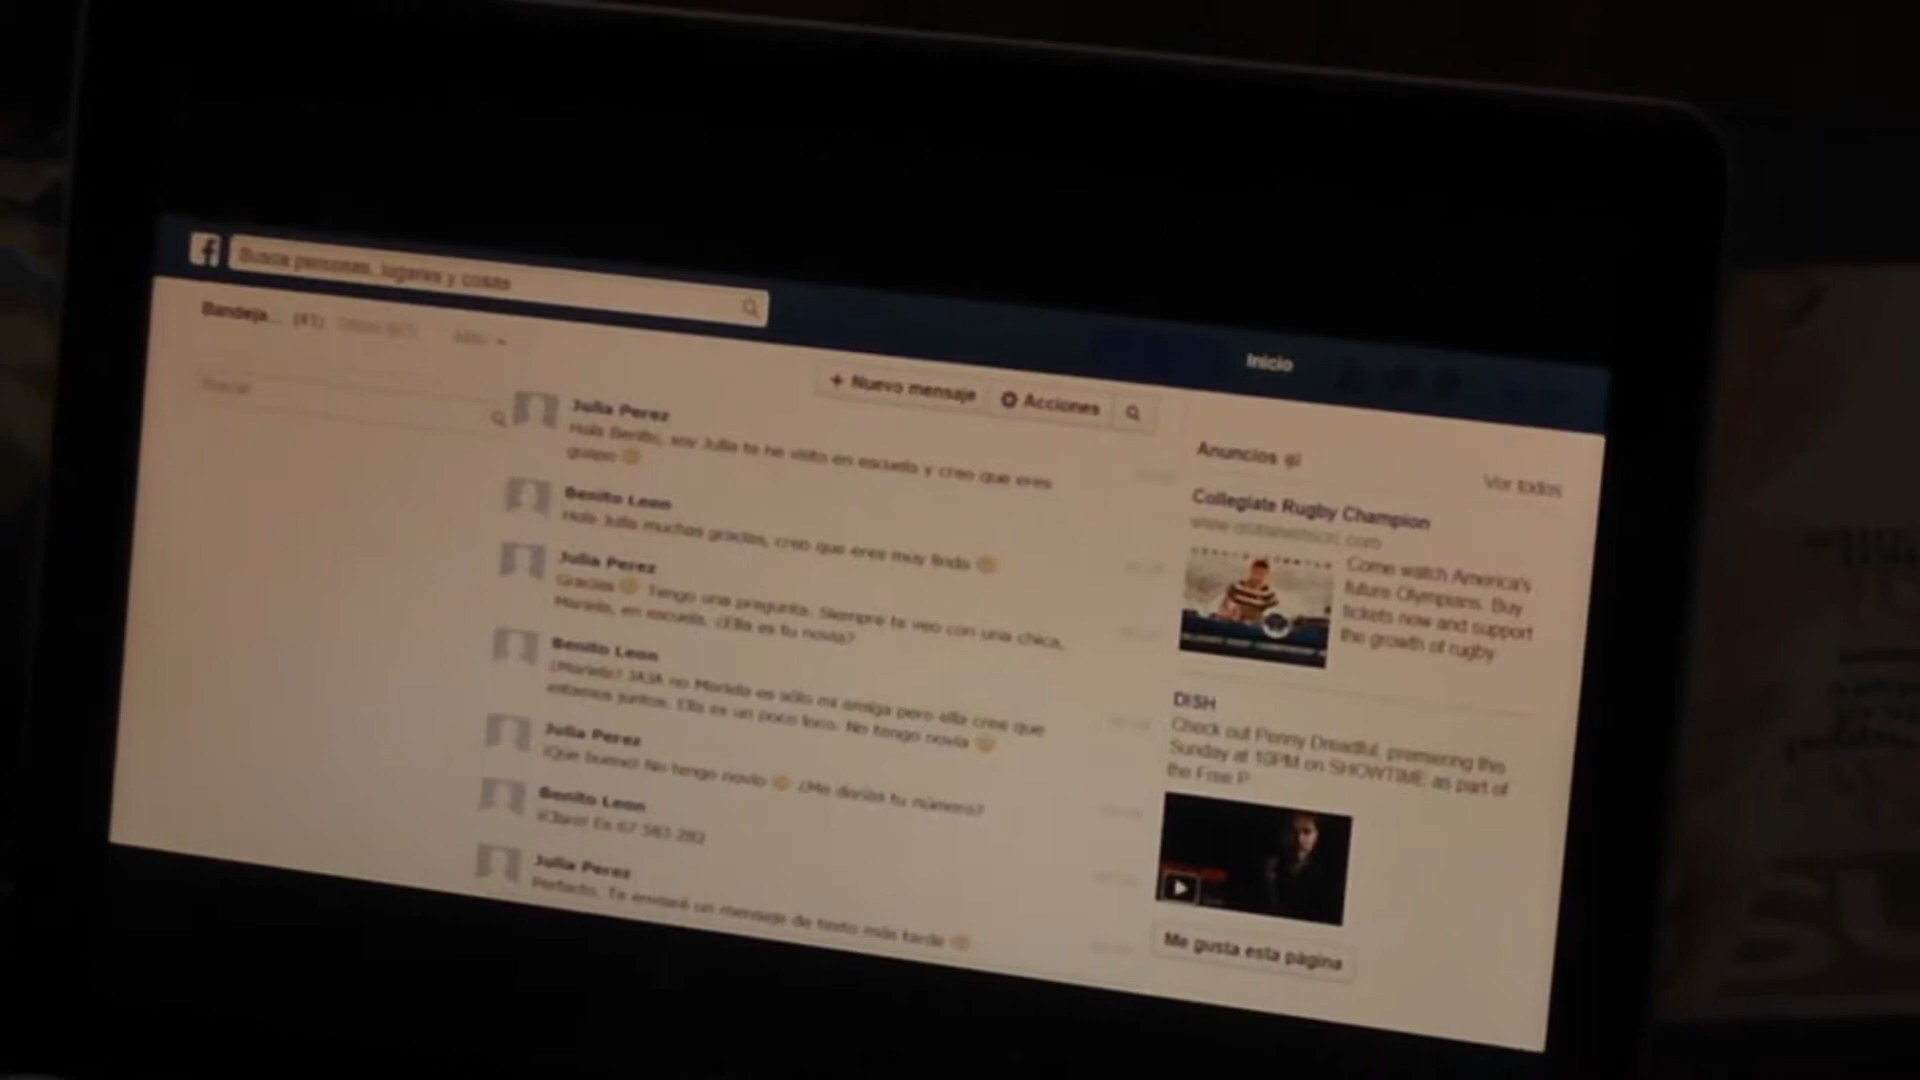 Busca personas, lugares y cosas
Inicio
Bandeja... (41)
Más
Buscar
+ Nuevo mensaje
Acciones
Julia Perez
Hola Benito, soy Julia te he visto en escuela y creo que eres
guapo
Benito Leon
Hola Julia muchas gracias, creo que eres muy linda
Julia Perez
Gracias Tengo una pregunta. Siempre te veo con una chica,
Mariela, en escuela. ¿Ella es tu novia?
Benito Leon
¿Mariela? JAJA no Mariela es sólo mi amiga pero ella cree que
estamos juntos. Ella es un poco loco. No tengo novia
Julia Perez
¡Que bueno! No tengo novio ¿Me darías tu número?
Benito Leon
¡Claro! Es 67 583 282
Julia Perez
Perfecto. Te enviaré un mensaje de texto más tarde
Anuncios
Ver todos
Collegiate Rugby Champion
Come watch America's
future Olympians. Buy
tickets now and support
the growth of rugby
DISH
Check out Penny Dreadful, premiering this
Sunday at 10PM on SHOWTIME as part of
the Free P
Me gusta esta página